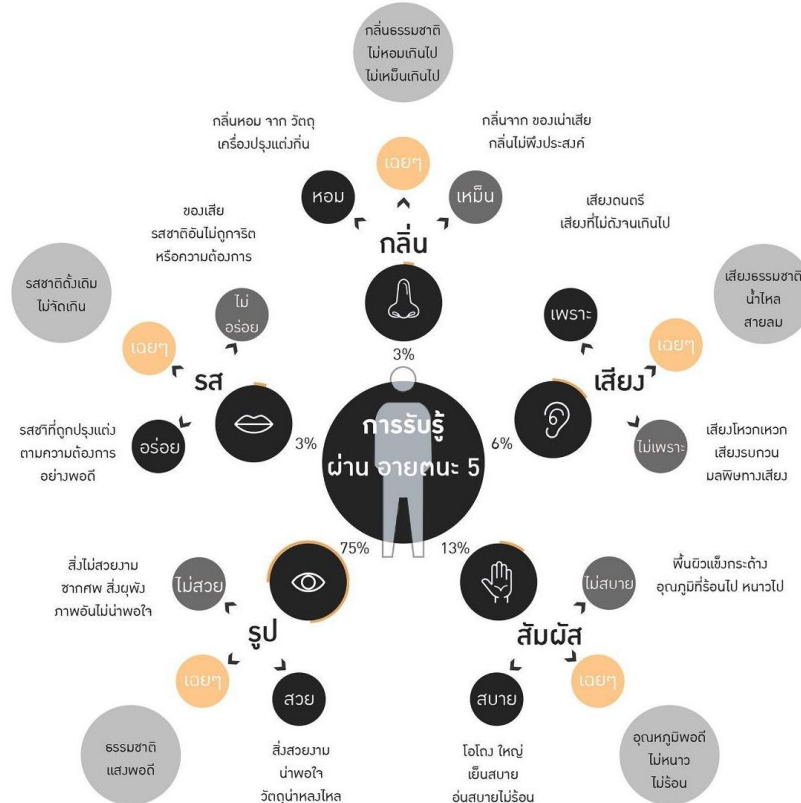 กลิ่นธรรมชาติ
ไม่หอมเกินไป
ไม่เหม็นเกินไป
กลิ่นหอม จาก วัตถุ
เครื่องปรุงแต่งกิ่น
กลิ่นจาก ของเน่าเสีย
กลิ่นไม่พึงประสงค์
เฉยๆ
หอม
เหม็น
กลิ่น
3%
ของเสีย
รสชาติอันไม่ถูกจริต
หรือความต้องการ
รสชาติดั้งเดิม
ไม่จัดเกิน
ไม่
อร่อย
เฉยๆ
รส
อร่อย
3%
รสชาที่ถูกปรุงแต่ง
ตามความต้องการ
อย่างพอดี
เสียงดนตรี
เสียงที่ไม่ดังจนเกินไป
เสียงธรรมชาติ
น้ำไหล
สายลม
เพราะ
เฉยๆ
เสียง
6%
ไม่เพราะ
เสียงโหวกเหวก
เสียงรบกวน
มลพิษทางเสียง
การรับรู้
ผ่าน อายตนะ 5
75%
สิ่งไม่สวยงาม
ซากศพ สิ่งผุพัง
ภาพอันไม่น่าพอใจ
ไม่สวย
รูป
เฉยๆ
สวย
ธรรมชาติ
แสงพอดี
สิ่งสวยงาม
น่าพอใจ
วัตถุน่าหลงไหล
13%
พื้นผิวแข็งกระด้าง
อุณภูมิที่ร้อนไป หนาวไป
ไม่สบาย
สัมผัส
สบาย
เฉยๆ
โอโถง ใหญ่
เย็นสบาย
อ่นสบายไม่ร้อน
อุณหภูมิพอดี
ไม่หนาว
ไม่ร้อน